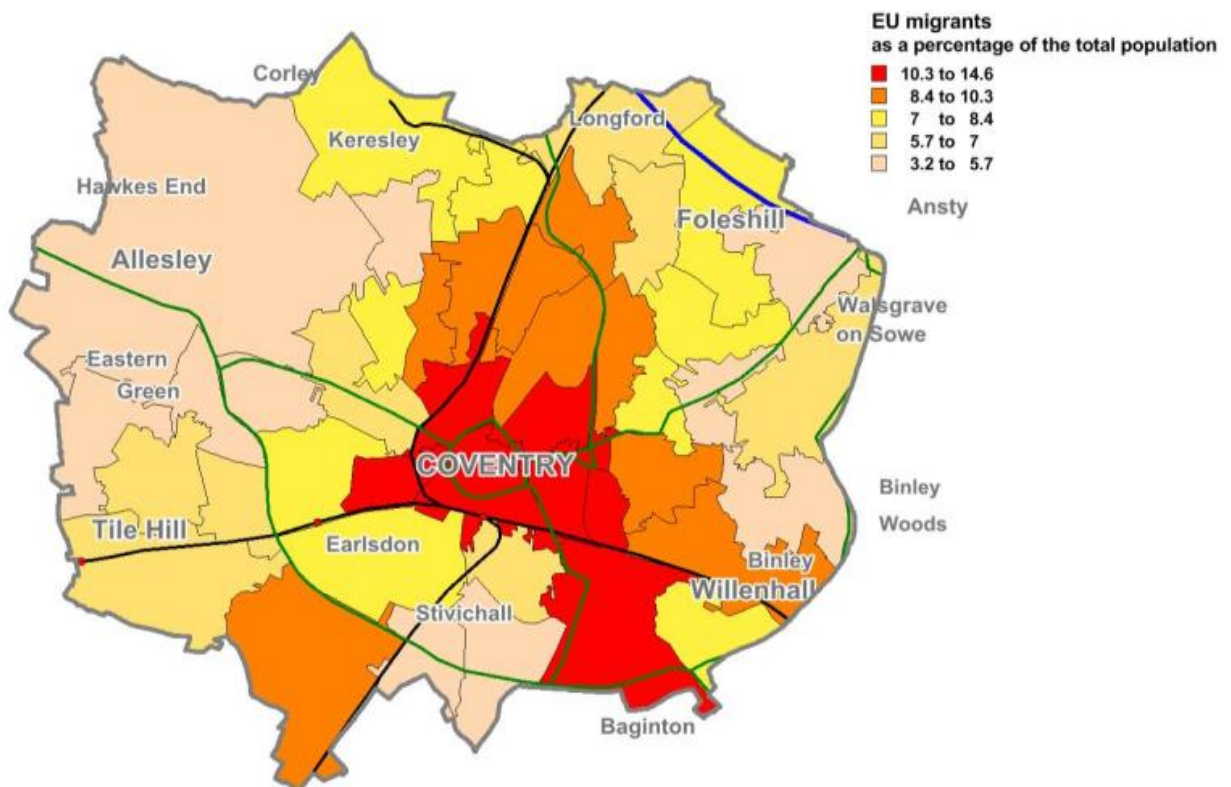 EU migrants
as a percentage of the total population
10.3 to 14.6
8.4 to 10.3
7 to 8.4
5.7 to 7
3.2 to 5.7
Corley
Longford
Keresley
Hawkes End
Ansty
Foleshill
Allesley
Walsgrave
on Sowe
Eastern
Green
COVENTRY
Binley
Woods
Tile Hill
Earlsdon
Binley
Willenhall
Stivichall
Baginton